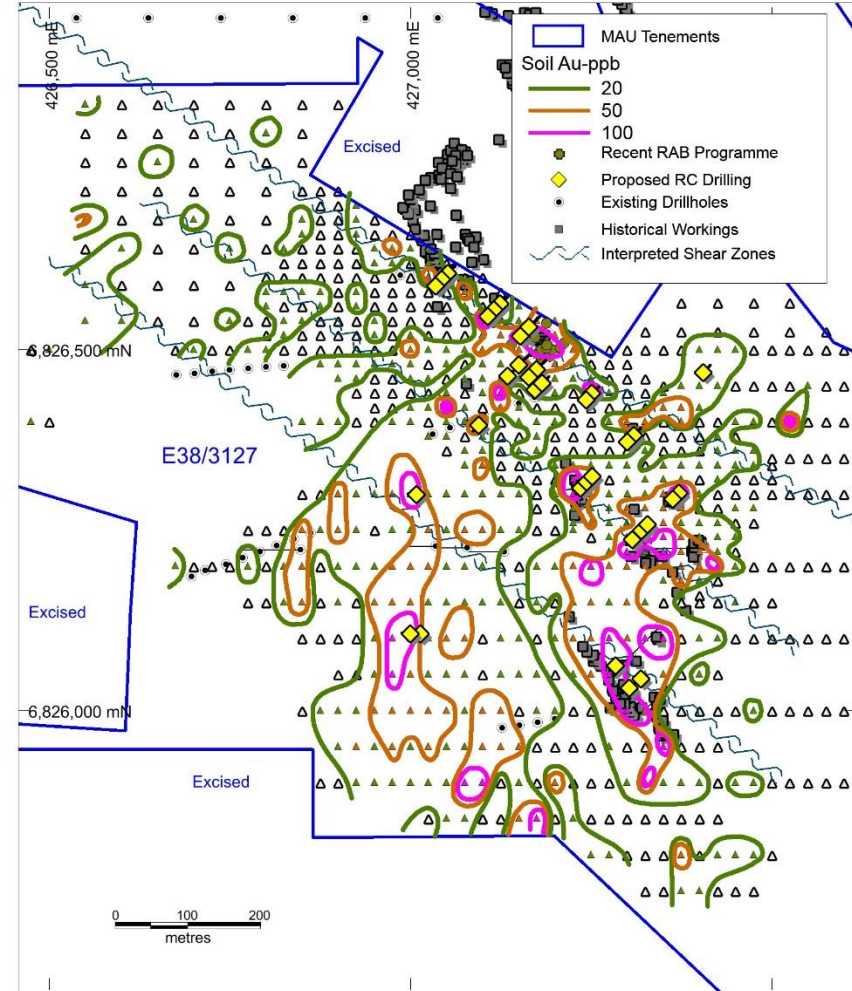 426,500 mE
427,000 mE
MAU Tenements
Soil Au-ppb
20
50
100
Recent RAB Programme
Proposed RC Drilling
Existing Drillholes
Historical Workings
Interpreted Shear Zones
Excised
6,826,500 mN
E38/3127
Excised
6,826,000 mN
Excised
0 100 200
metres